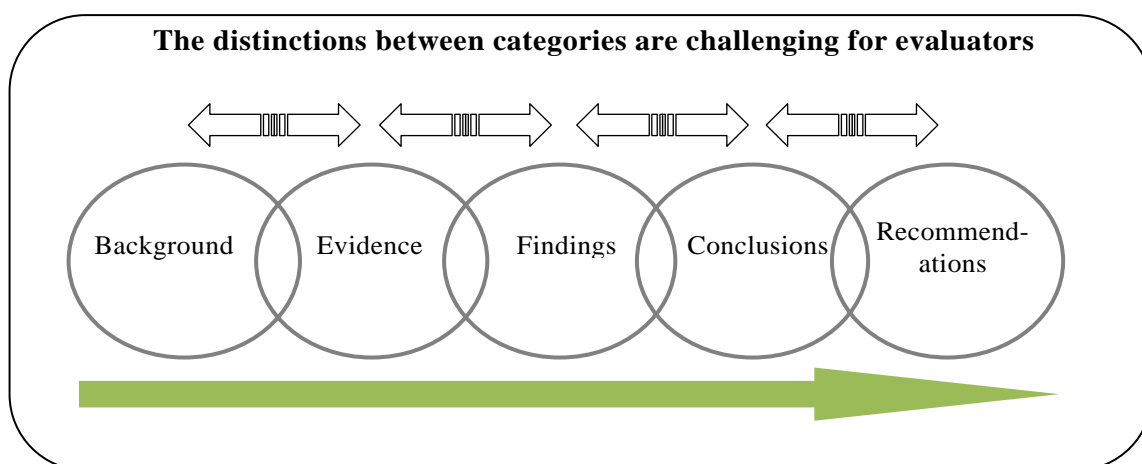 The distinctions between categories are challenging for evaluators
Background
Evidence
Findings
Conclusions
Recommend-
ations